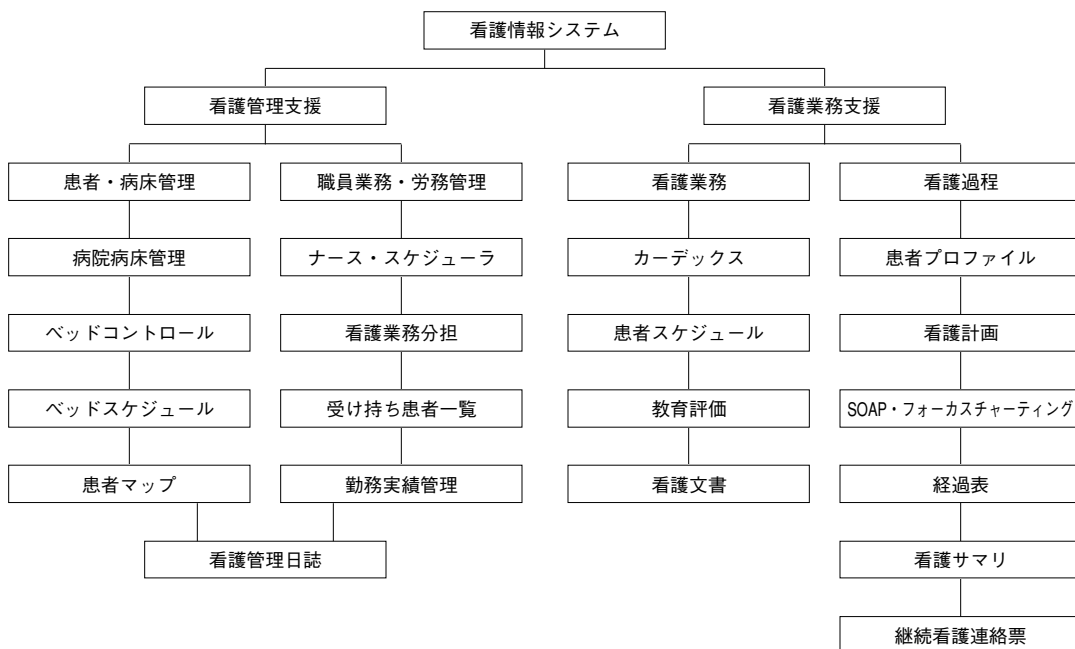 看護情報システム
看護管理支援
看護業務支援
患者・病床管理
職員業務・労務管理
看護業務
看護過程
病院病床管理
ナース・スケジューラ
カーデックス
患者プロファイル
ベッドコントロール
看護業務分担
患者スケジュール
看護計画
ベッドスケジュール
受け持ち患者一覧
教育評価
SOAP・フォーカスチャーティング
患者マップ
勤務実績管理
看護文書
経過表
看護管理日誌
看護サマリ
継続看護連絡票